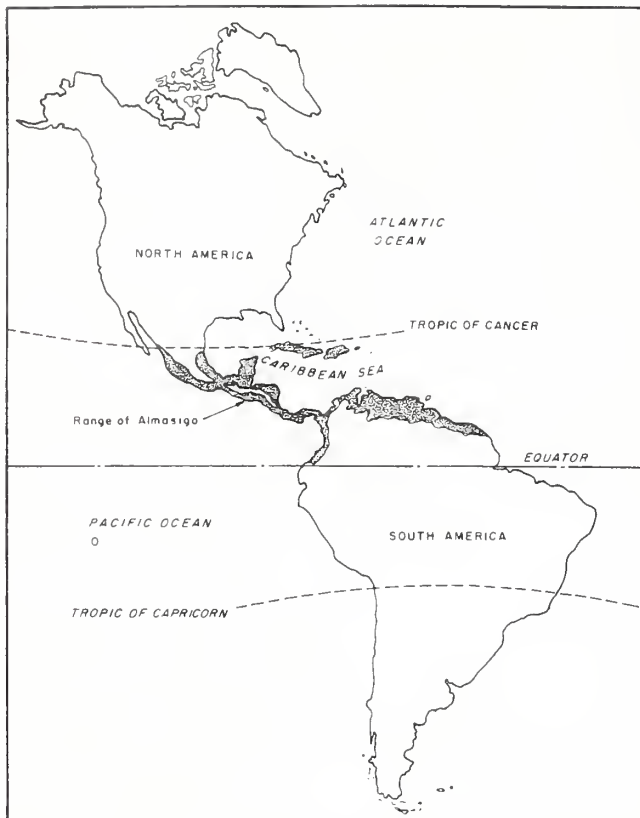 ATLANTIC
OCEAN
NORTH AMERICA
TROPIC OF CANCER
CARIBBEAN SEA
Range of Almasigo
EQUATOR
PACIFIC OCEAN
SOUTH AMERICA
TROPIC OF CAPRICORN